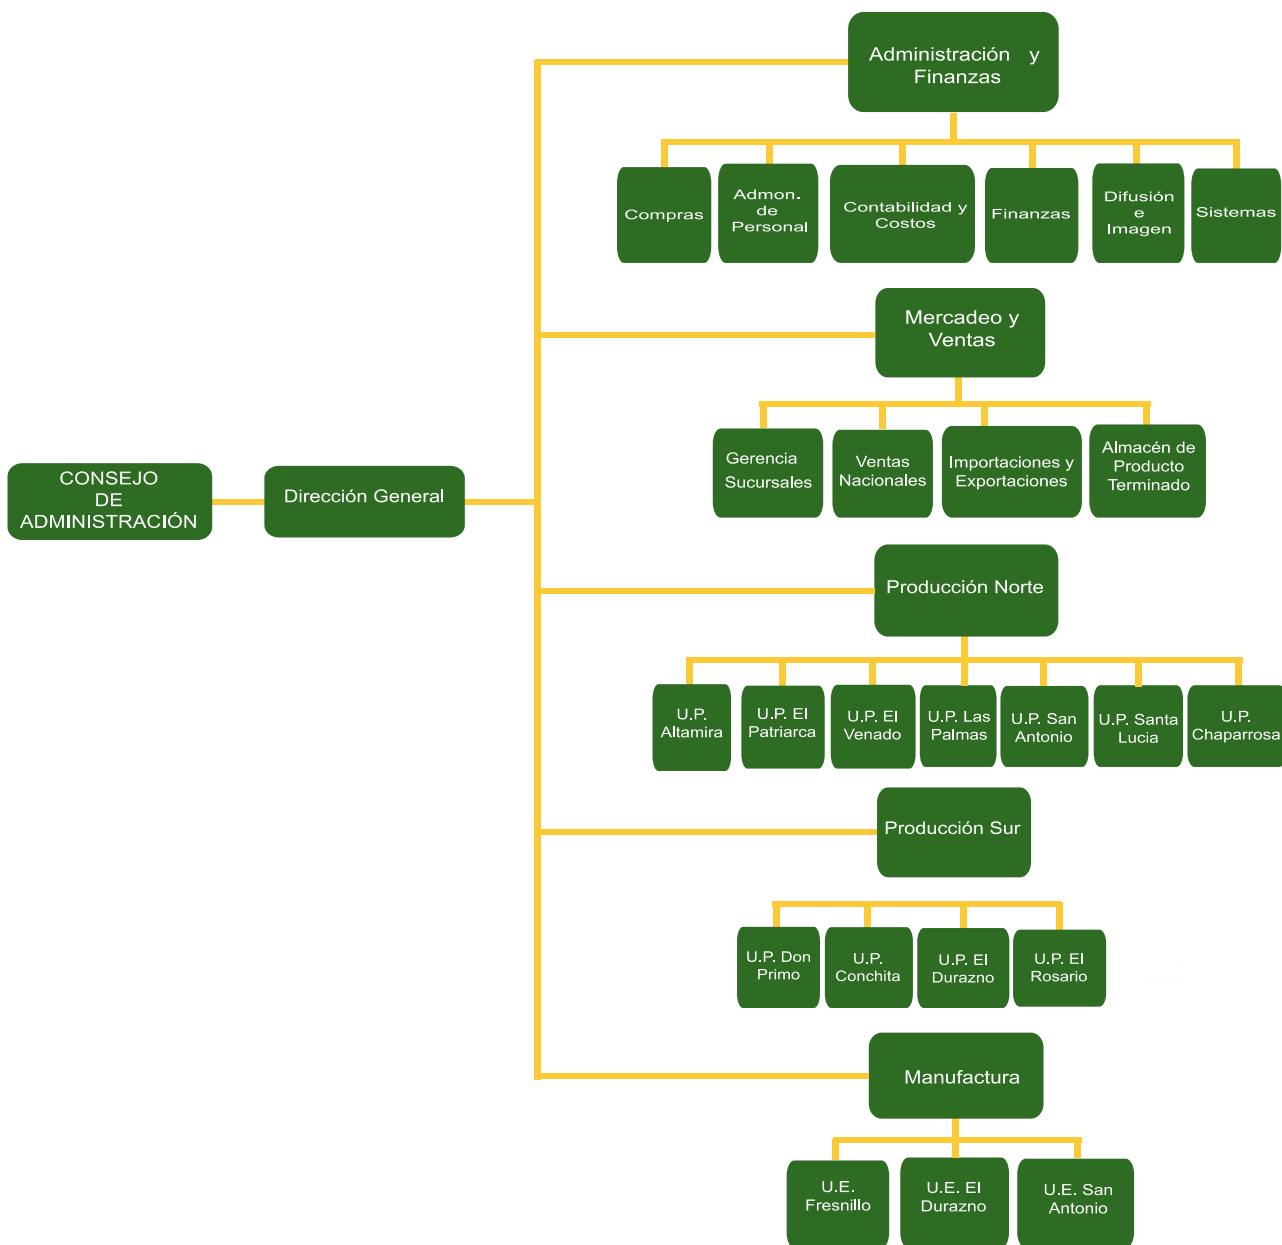 CONSEJO
DE
ADMINISTRACIÓN
Dirección General
Administración y
Finanzas
Compras
Admon.
de
Personal
Contabilidad y
Costos
Finanzas
Difusión
e
Imagen
Sistemas
Mercadeo y
Ventas
Gerencia
Sucursales
Ventas
Nacionales
Importaciones y
Exportaciones
Almacén de
Producto
Terminado
Producción Norte
U.P.
Altamira
U.P. El
Patriarca
U.P. El
Venado
U.P. Las
Palmas
U.P. San
Antonio
U.P. Santa
Lucia
U.P.
Chaparrosa
Producción Sur
U.P. Don
Primo
U.P.
Conchita
U.P. El
Durazno
U.P. El
Rosario
Manufactura
U.E.
Fresnillo
U.E. El
Durazno
U.E. San
Antonio